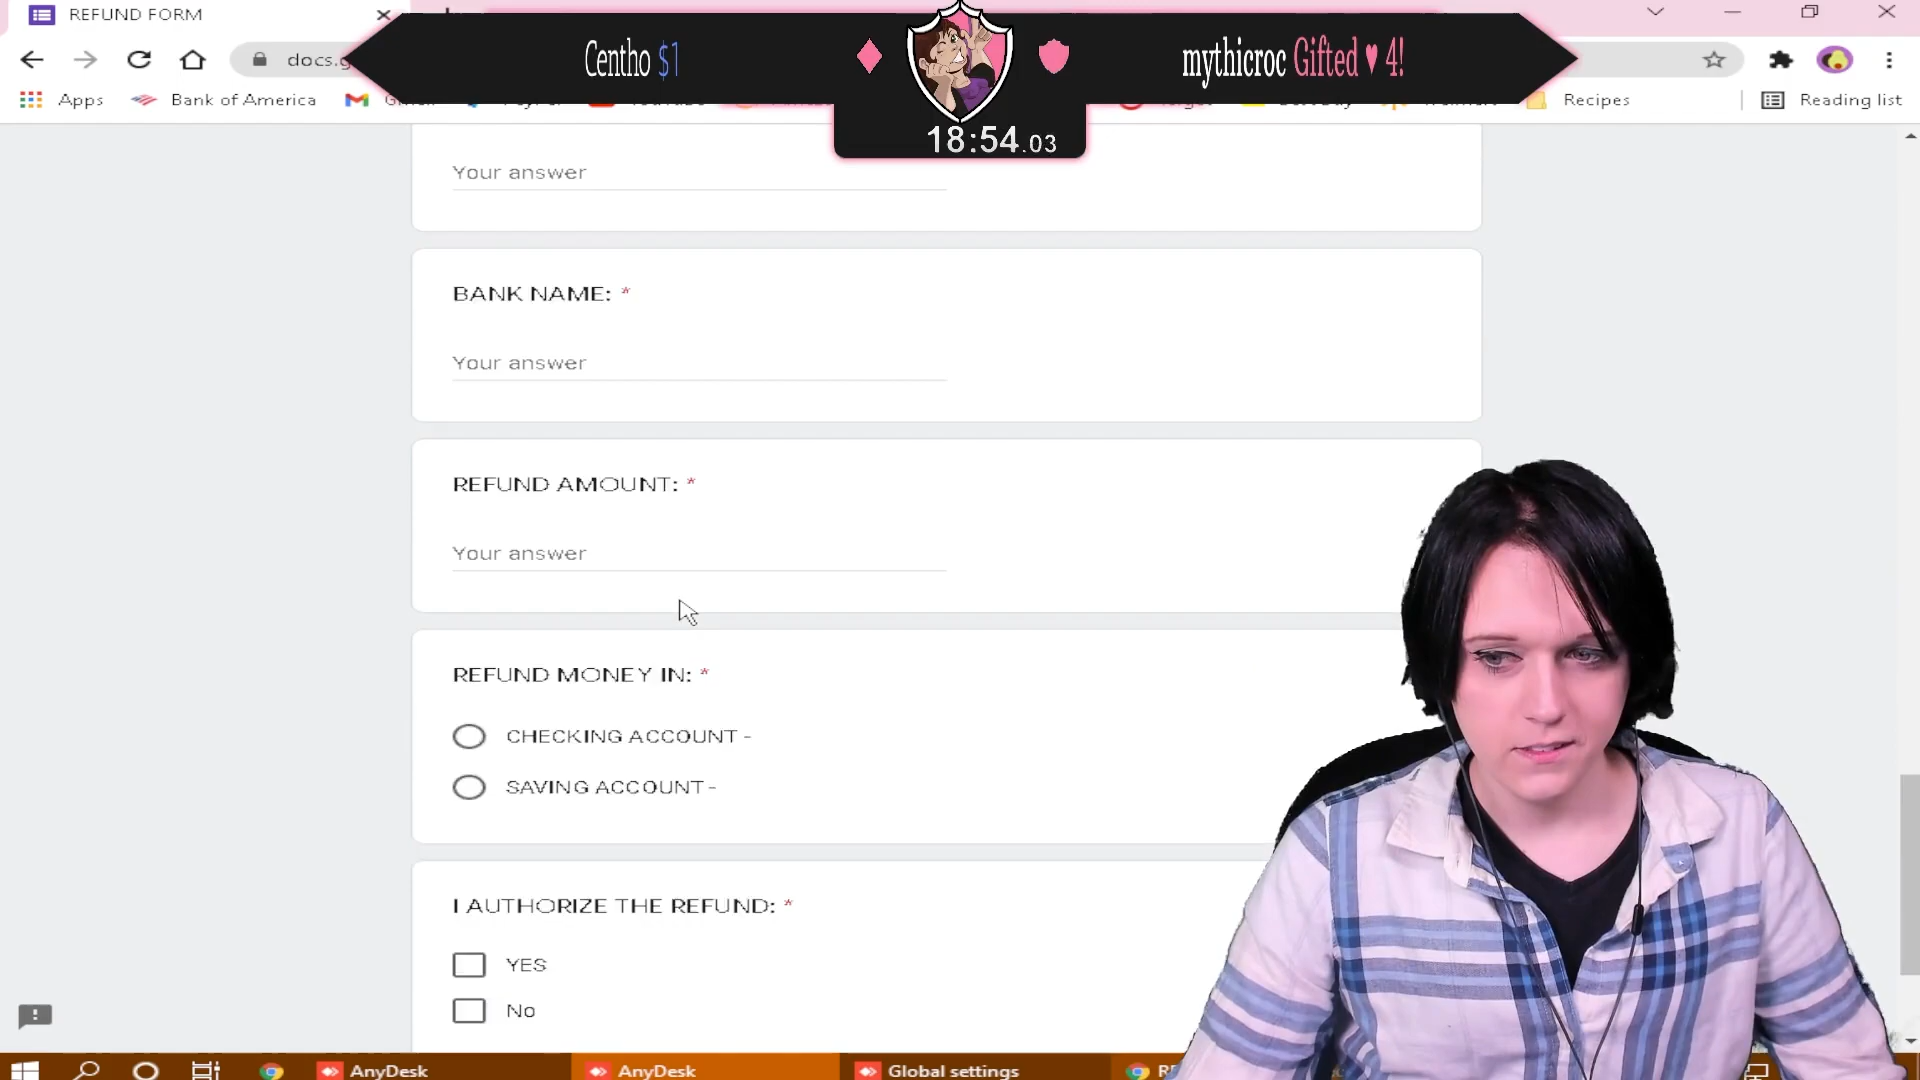 REFUND FORM
Centho $1
mythicroc Gifted ♥ 4!
18:54.03
docs.g
Apps
Bank of America
Recipes
Reading list
Your answer
BANK NAME: *
Your answer
REFUND AMOUNT: *
Your answer
REFUND MONEY IN: *
CHECKING ACCOUNT -
SAVING ACCOUNT -
I AUTHORIZE THE REFUND: *
YES
No
AnyDesk
AnyDesk
Global settings